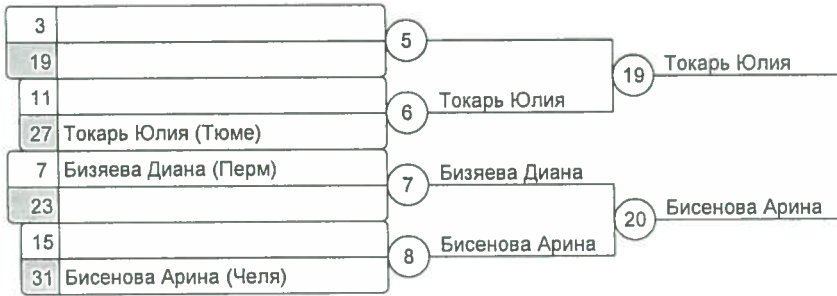 3
5
19
19 Токарь Юлия
11
6 Токарь Юлия
27 Токарь Юлия (Тюме)
7 Бизяева Диана (Перм)
7 Бизяева Диана
23
20 Бисенова Арина
15
8 Бисенова Арина
31 Бисенова Арина (Челя)